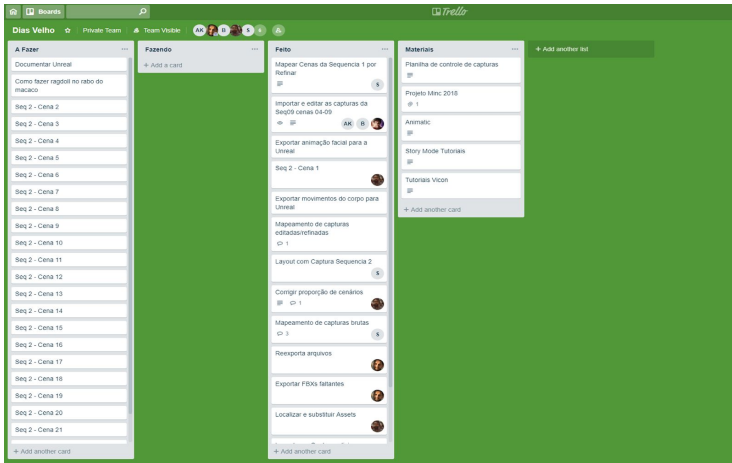 Boards
Trello
Dias Velho
Private Team
Team Visible
AK
B
S
A Fazer
Documentar Unreal
Como fazer ragdoll no rabo do
macaco
Seq 2 - Cena 2
Seq 2 - Cena 3
Seq 2 - Cena 4
Seq 2 - Cena 5
Seq 2 - Cena 6
Seq 2 - Cena 7
Seq 2 - Cena 8
Seq 2 - Cena 9
Seq 2 - Cena 10
Seq 2 - Cena 11
Seq 2 - Cena 12
Seq 2 - Cena 13
Seq 2 - Cena 14
Seq 2 - Cena 15
Seq 2 - Cena 16
Seq 2 - Cena 17
Seq 2 - Cena 18
Seq 2 - Cena 19
Seq 2 - Cena 20
Seq 2 - Cena 21
+ Add another card
Fazendo
+ Add a card
Feito
Mapear Cenas da Sequencia 1 por
Refinar
S
Importar e editar as capturas da
Seq09 cenas 04-09
AK B
Exportar animação facial para a
Unreal
Seq 2 - Cena 1
Exportar movimentos do corpo para
Unreal
Mapeamento de capturas
editadas/refinadas
1
Layout com Captura Sequencia 2
S
Corrigir proporção de cenários
1
Mapeamento de capturas brutas
3
S
Reexporta arquivos
Exportar FBXs faltantes
Localizar e substituir Assets
+ Add another card
Materiais
Planilha de controle de capturas
Projeto Minc 2018
1
Animatic
Story Mode Tutoriais
Tutoriais Vicon
+ Add another card
+ Add another list